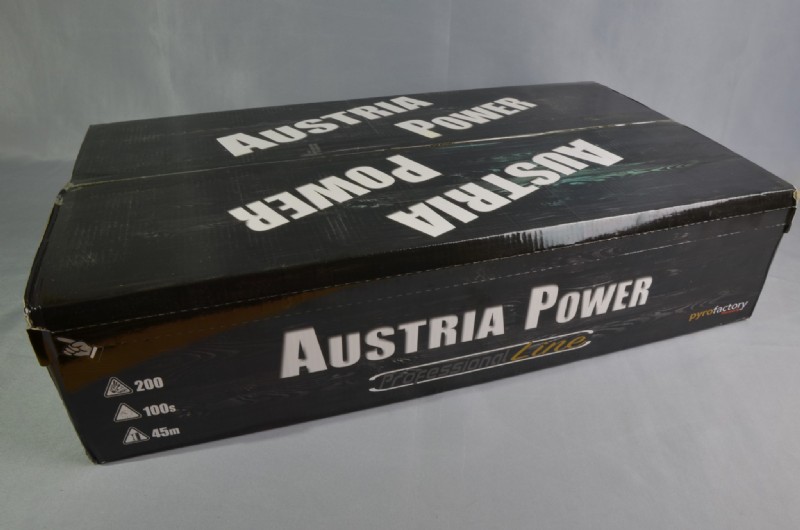 AUSTRIA
POWER
AUSTRIA
POWER
AUSTRIA POWER
Professional Line
pyrofactory
200
100s
45m